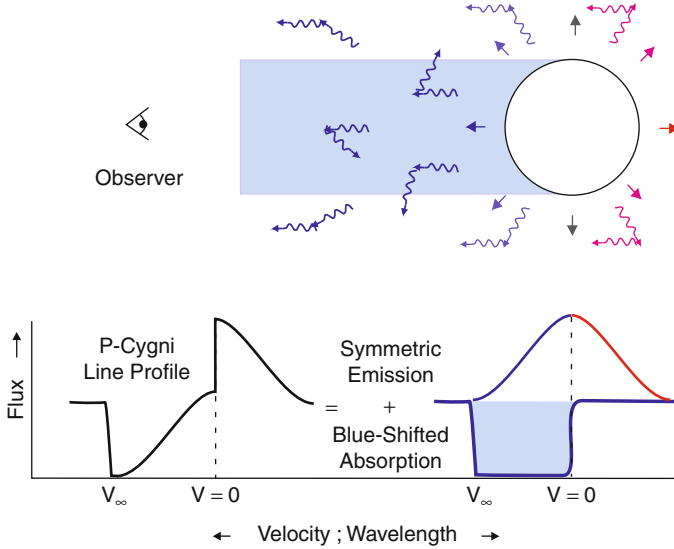 Observer
P-Cygni
Line Profile
Symmetric
Emission
=
+
Blue-Shifted
Absorption
Flux →
V∞
V = 0
V∞
V = 0
← Velocity ; Wavelength →